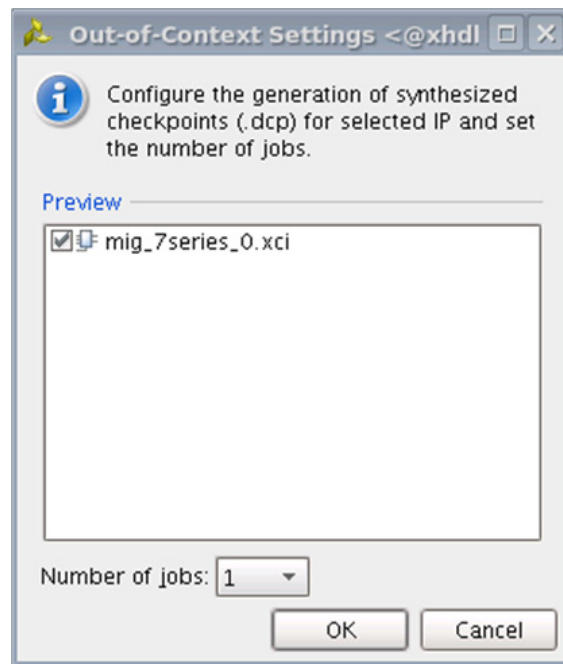 Out-of-Context Settings <@xhdl
Configure the generation of synthesized
checkpoints (.dcp) for selected IP and set
the number of jobs.
Preview
mig_7series_0.xci
Number of jobs: 1
OK Cancel